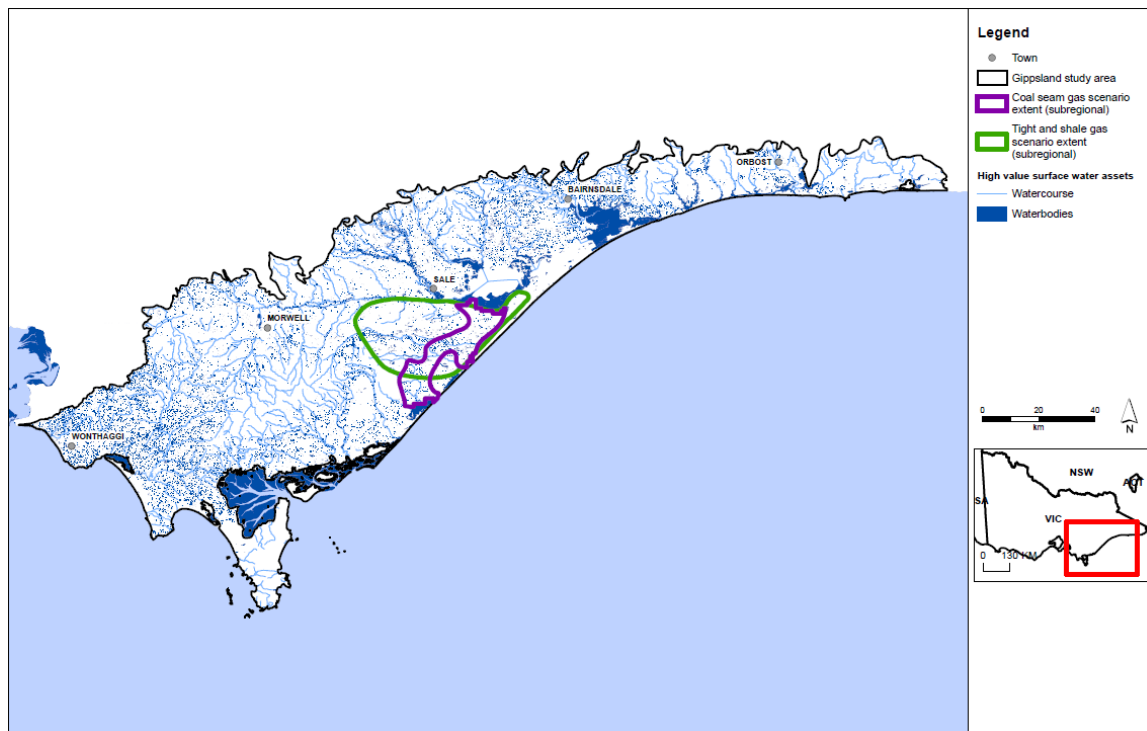 Legend
Town
Gippsland study area
Coal seam gas scenario
extent (subregional)
Tight and shale gas
scenario extent
(subregional)
High value surface water assets
Watercourse
Waterbodies
ORBOST
BAIRNSDALE
SALE
MORWELL
WONTHAGGI
0 20 40
km
N
NSW
ACT
SA
VIC
0 130 KM